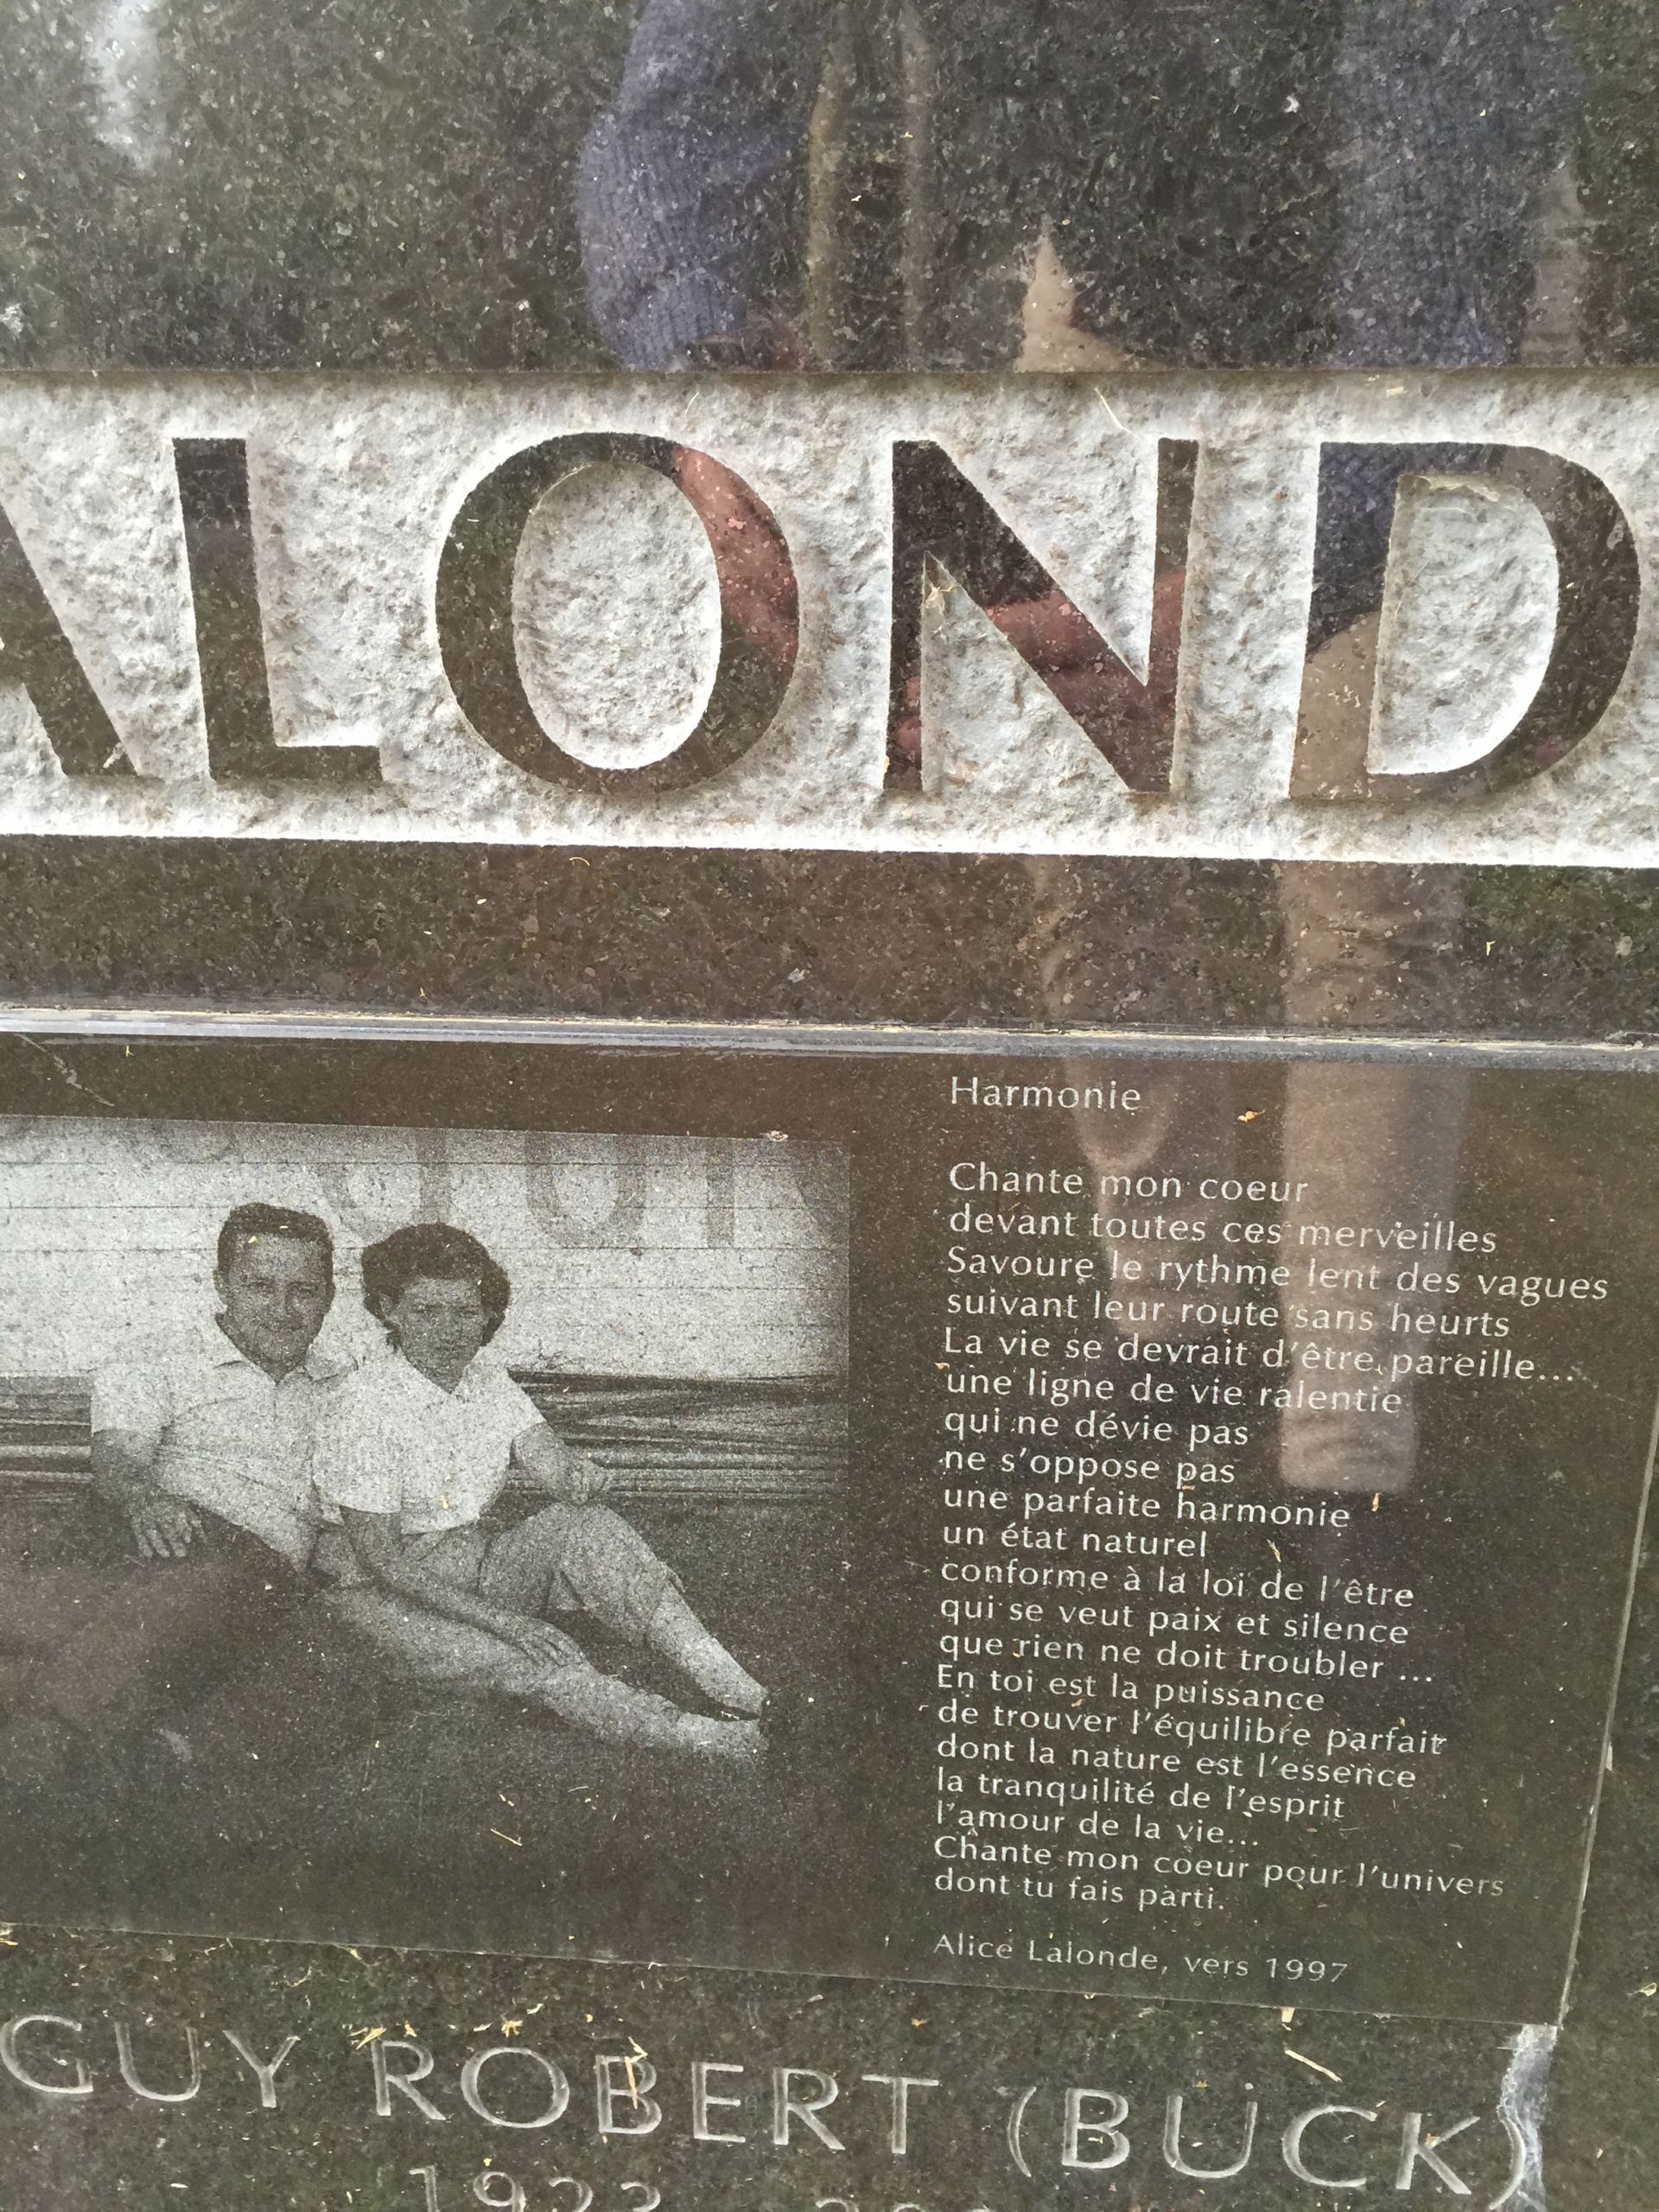 ALOND
Harmonie
Chante mon coeur
devant toutes ces merveilles
Savoure le rythme lent des vagues
suivant leur route sans heurts
La vie se devrait d'être pareille...
une ligne de vie ralentie
qui ne dévie pas
ne s'oppose pas
une parfaite harmonie
un état naturel
conforme à la loi de l'être
qui se veut paix et silence
que rien ne doit troubler ...
En toi est la puissance
de trouver l'équilibre parfait
dont la nature est l'essence
la tranquilité de l'esprit
l'amour de la vie...
Chante mon coeur pour l'univers
dont tu fais parti.
Alice Lalonde, vers 1997
GUY ROBERT (BUCK)
1923